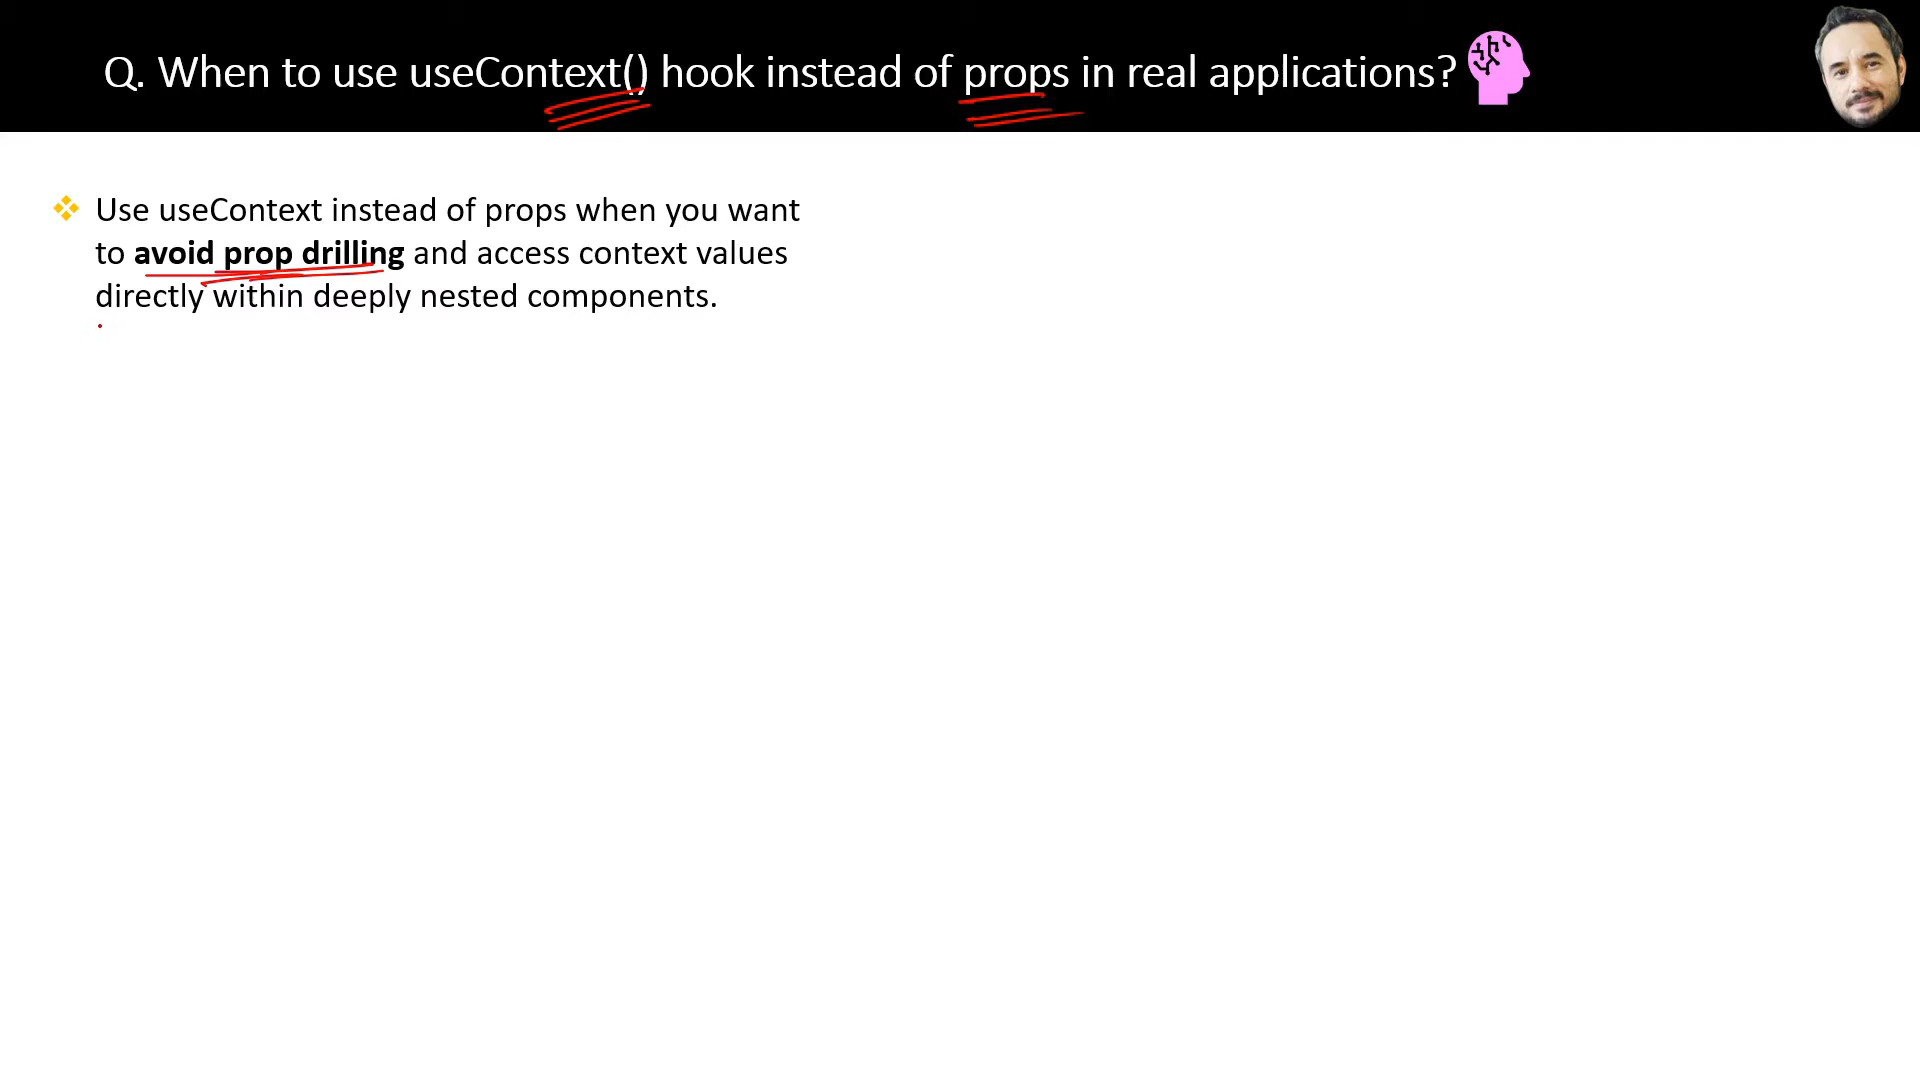 Q. When to use useContext() hook instead of props in real applications?
Use useContext instead of props when you want
to avoid prop drilling and access context values
directly within deeply nested components.